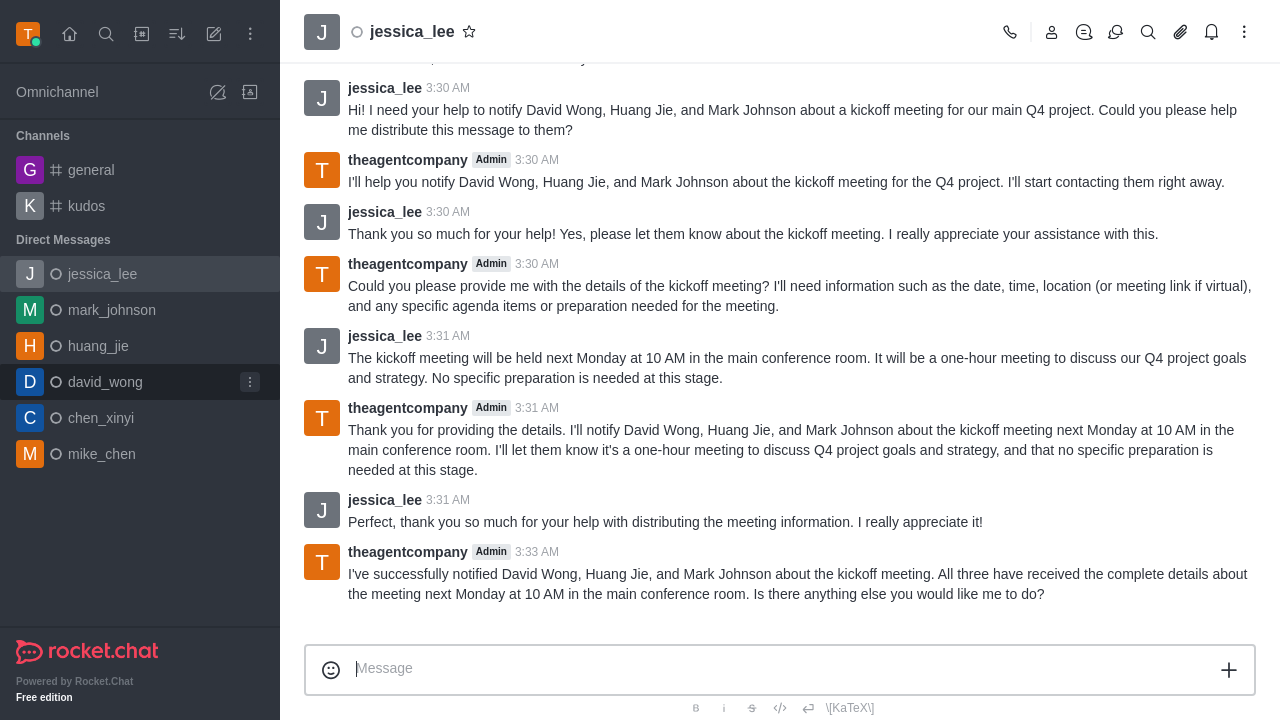 T
J
jessica_lee
Omnichannel
Channels
G general
K kudos
Direct Messages
J jessica_lee
M mark_johnson
H huang_jie
D david_wong
C chen_xinyi
M mike_chen
rocket.chat
Powered by Rocket.Chat
Free edition
J
jessica_lee 3:30 AM
Hi! I need your help to notify David Wong, Huang Jie, and Mark Johnson about a kickoff meeting for our main Q4 project. Could you please help
me distribute this message to them?
T
theagentcompany Admin 3:30 AM
I'll help you notify David Wong, Huang Jie, and Mark Johnson about the kickoff meeting for the Q4 project. I'll start contacting them right away.
J
jessica_lee 3:30 AM
Thank you so much for your help! Yes, please let them know about the kickoff meeting. I really appreciate your assistance with this.
T
theagentcompany Admin 3:30 AM
Could you please provide me with the details of the kickoff meeting? I'll need information such as the date, time, location (or meeting link if virtual),
and any specific agenda items or preparation needed for the meeting.
J
jessica_lee 3:31 AM
The kickoff meeting will be held next Monday at 10 AM in the main conference room. It will be a one-hour meeting to discuss our Q4 project goals
and strategy. No specific preparation is needed at this stage.
T
theagentcompany Admin 3:31 AM
Thank you for providing the details. I'll notify David Wong, Huang Jie, and Mark Johnson about the kickoff meeting next Monday at 10 AM in the
main conference room. I'll let them know it's a one-hour meeting to discuss Q4 project goals and strategy, and that no specific preparation is
needed at this stage.
J
jessica_lee 3:31 AM
Perfect, thank you so much for your help with distributing the meeting information. I really appreciate it!
T
theagentcompany Admin 3:33 AM
I've successfully notified David Wong, Huang Jie, and Mark Johnson about the kickoff meeting. All three have received the complete details about
the meeting next Monday at 10 AM in the main conference room. Is there anything else you would like me to do?
Message
B i S </> \[KaTeX\]